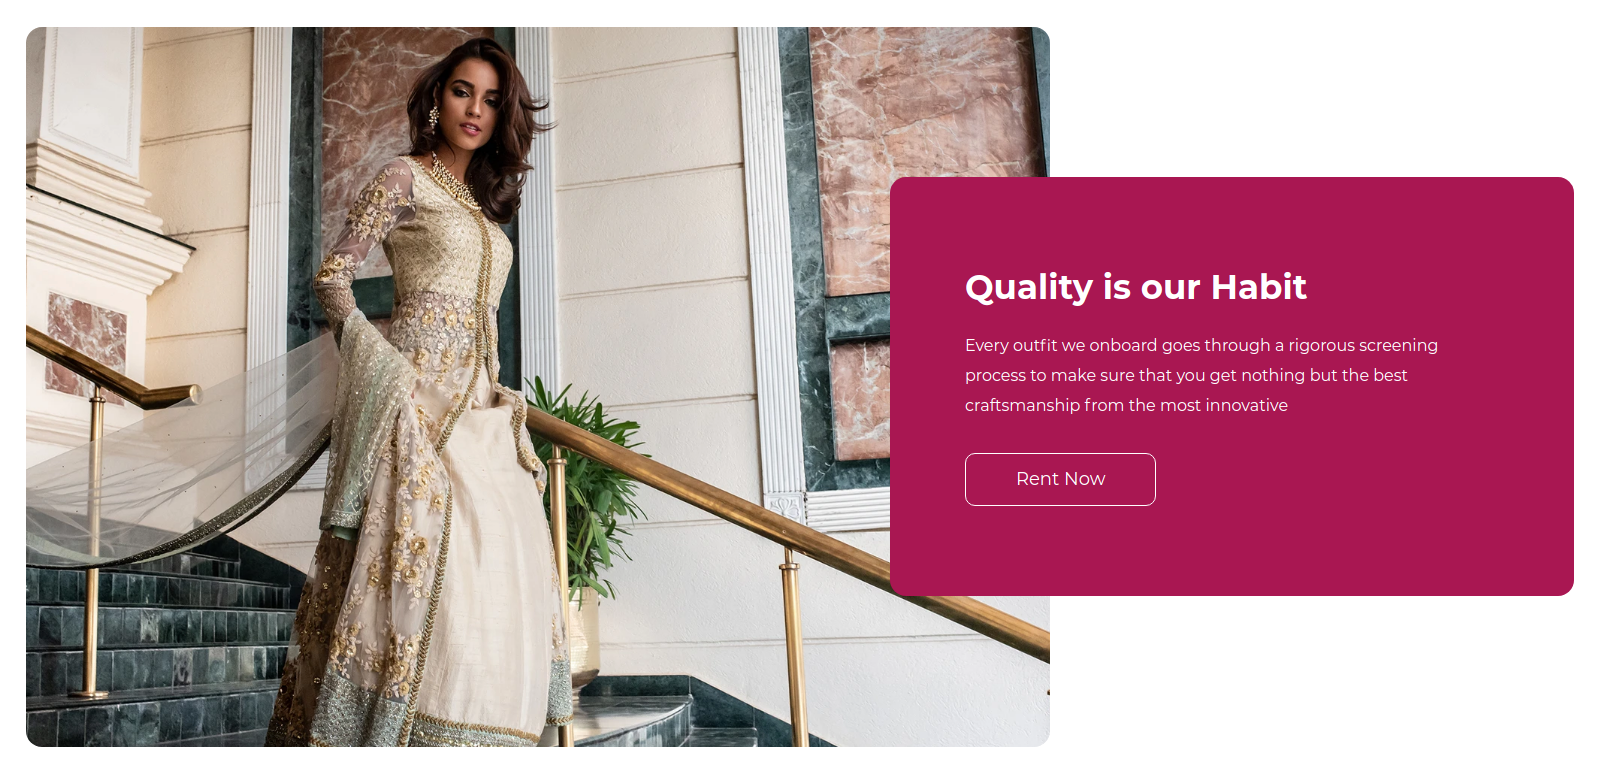 Quality is our Habit
Every outfit we onboard goes through a rigorous screening
process to make sure that you get nothing but the best
craftsmanship from the most innovative
Rent Now